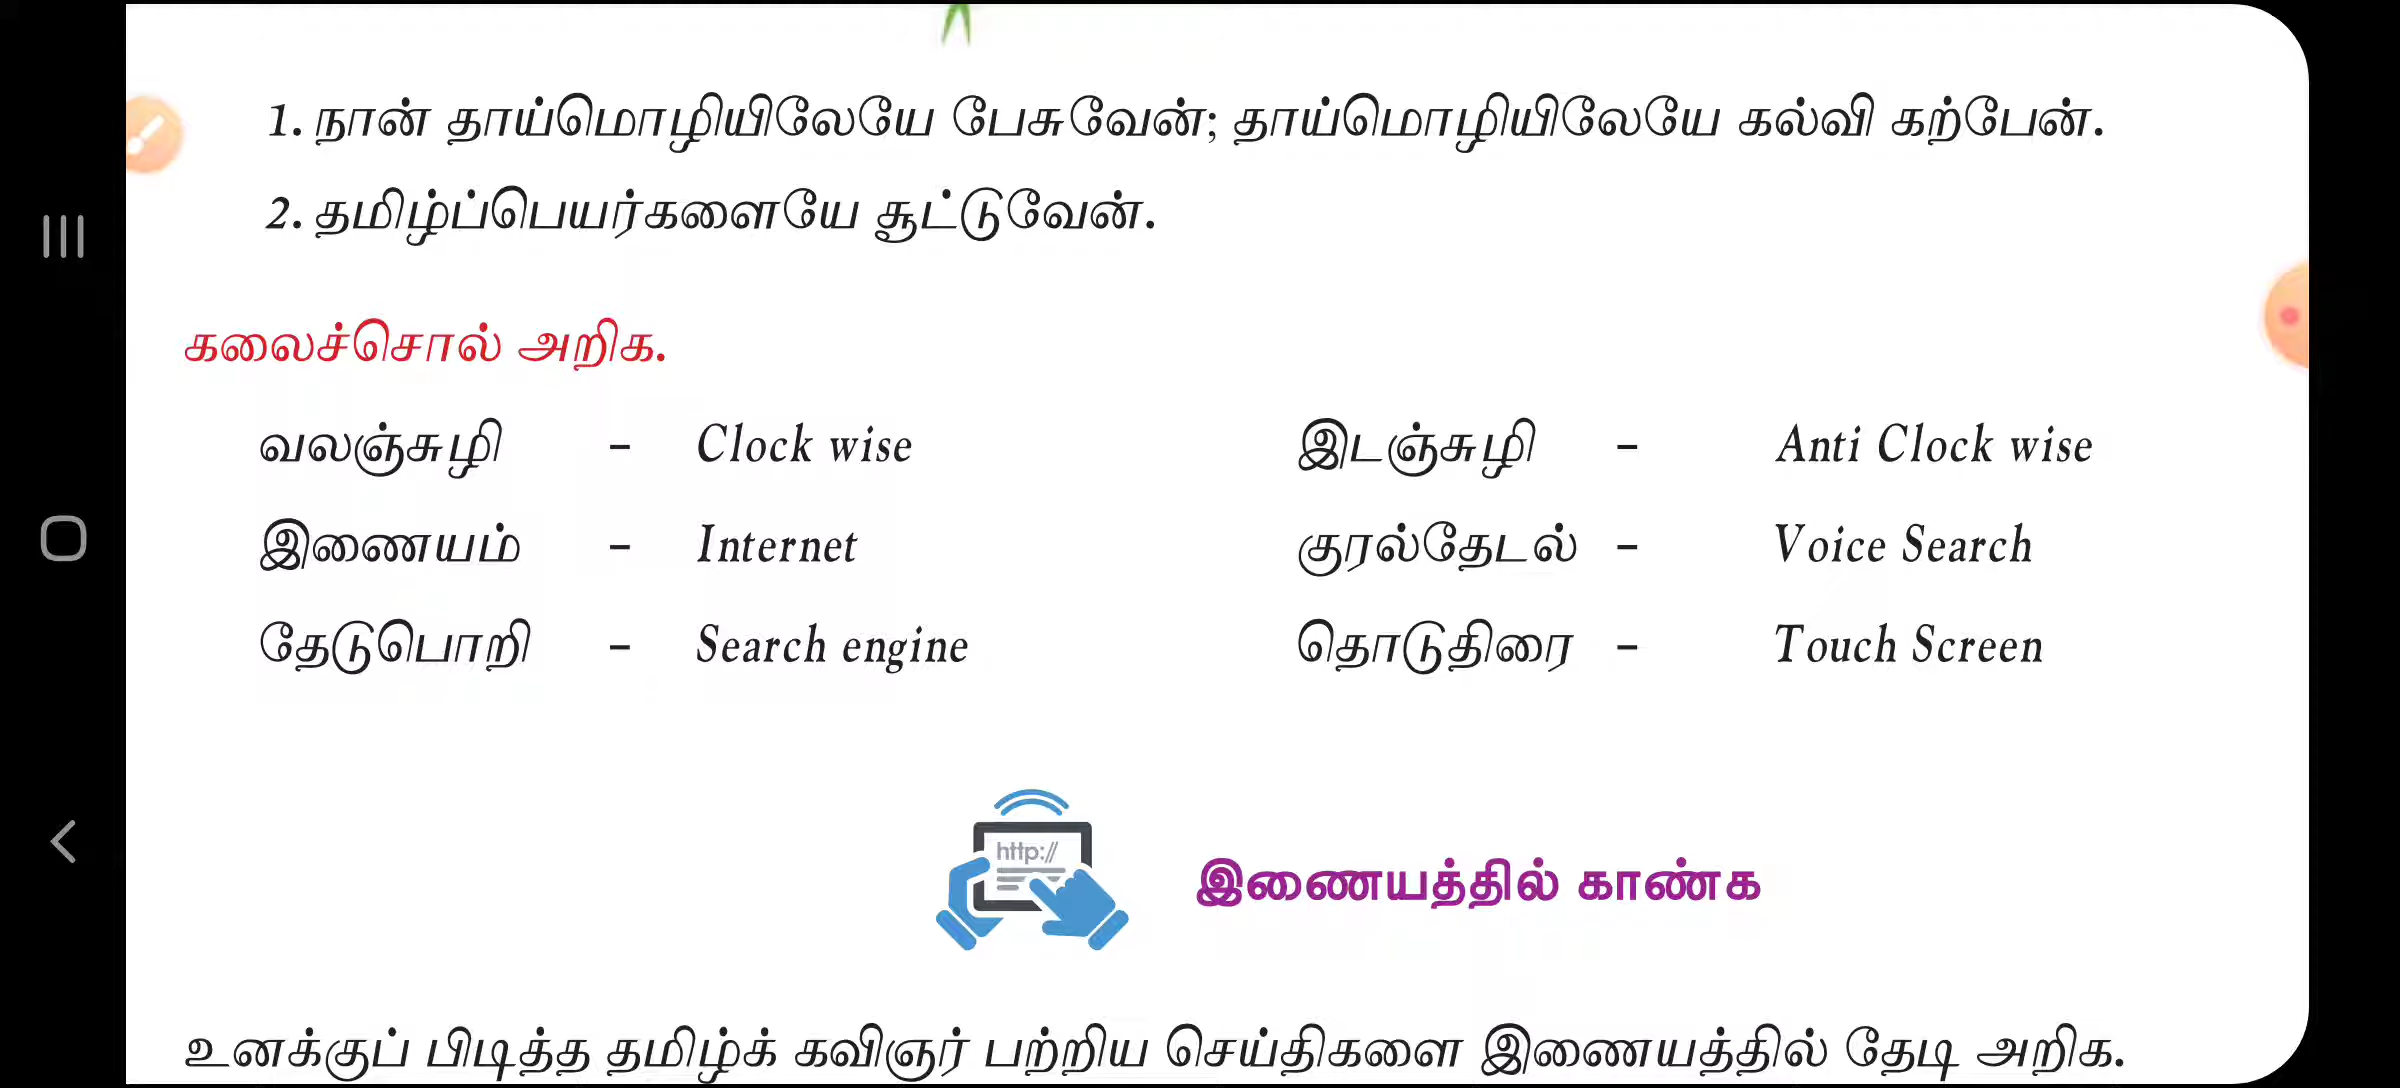 1. நான் தாய்மொழியிலேயே பேசுவேன்; தாய்மொழியிலேயே கல்வி கற்பேன்.
2. தமிழ்ப்பெயர்களையே சூட்டுவேன்.
கலைச்சொல் அறிக.
வலஞ்சுழி – Clock wise இடஞ்சுழி – Anti Clock wise
இணையம் – Internet குரல்தேடல் – Voice Search
தேடுபொறி – Search engine தொடுதிரை – Touch Screen
http://
இணையத்தில் காண்க
உனக்குப் பிடித்த தமிழ்க் கவிஞர் பற்றிய செய்திகளை இணையத்தில் தேடி அறிக.